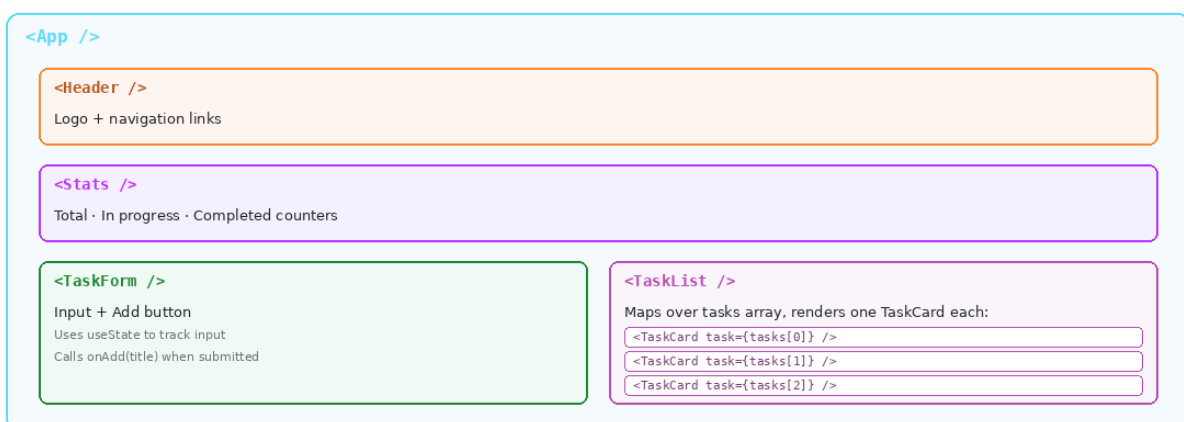 <App />
<Header />
Logo + navigation links
<Stats />
Total · In progress · Completed counters
<TaskForm />
Input + Add button
Uses useState to track input
Calls onAdd(title) when submitted
<TaskList />
Maps over tasks array, renders one TaskCard each:
<TaskCard task={tasks[0]} />
<TaskCard task={tasks[1]} />
<TaskCard task={tasks[2]} />